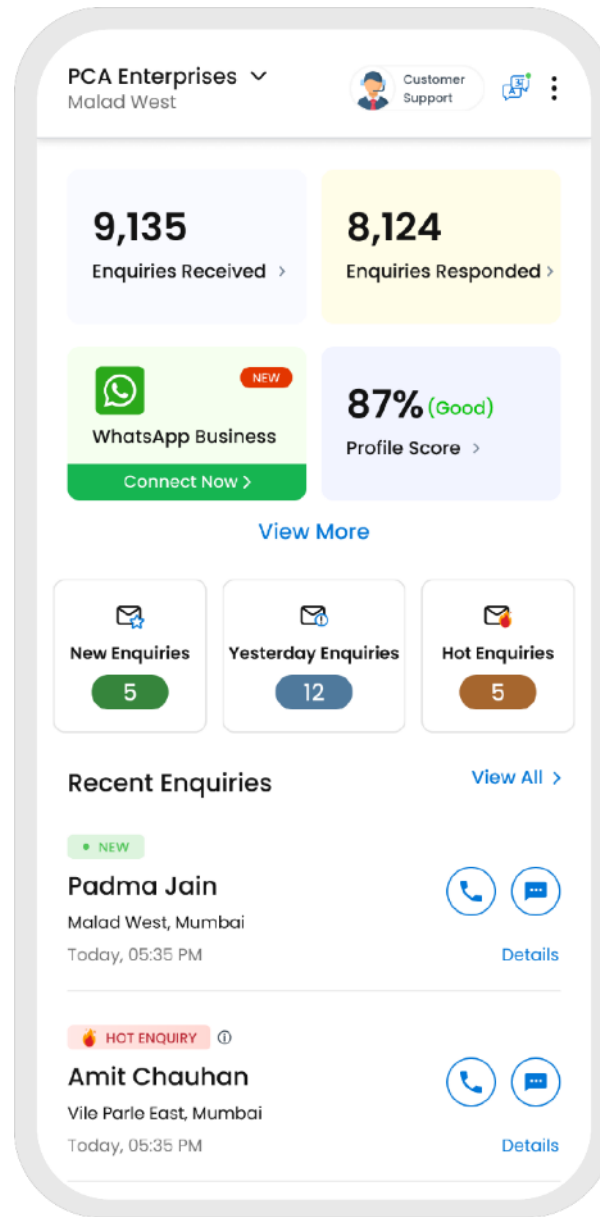 PCA Enterprises
Malad West
Customer
Support
9,135
Enquiries Received >
8,124
Enquiries Responded >
NEW
WhatsApp Business
Connect Now >
87% (Good)
Profile Score >
View More
New Enquiries
5
Yesterday Enquiries
12
Hot Enquiries
5
Recent Enquiries
View All >
• NEW
Padma Jain
Malad West, Mumbai
Today, 05:35 PM
Details
HOT ENQUIRY
Amit Chauhan
Vile Parle East, Mumbai
Today, 05:35 PM
Details